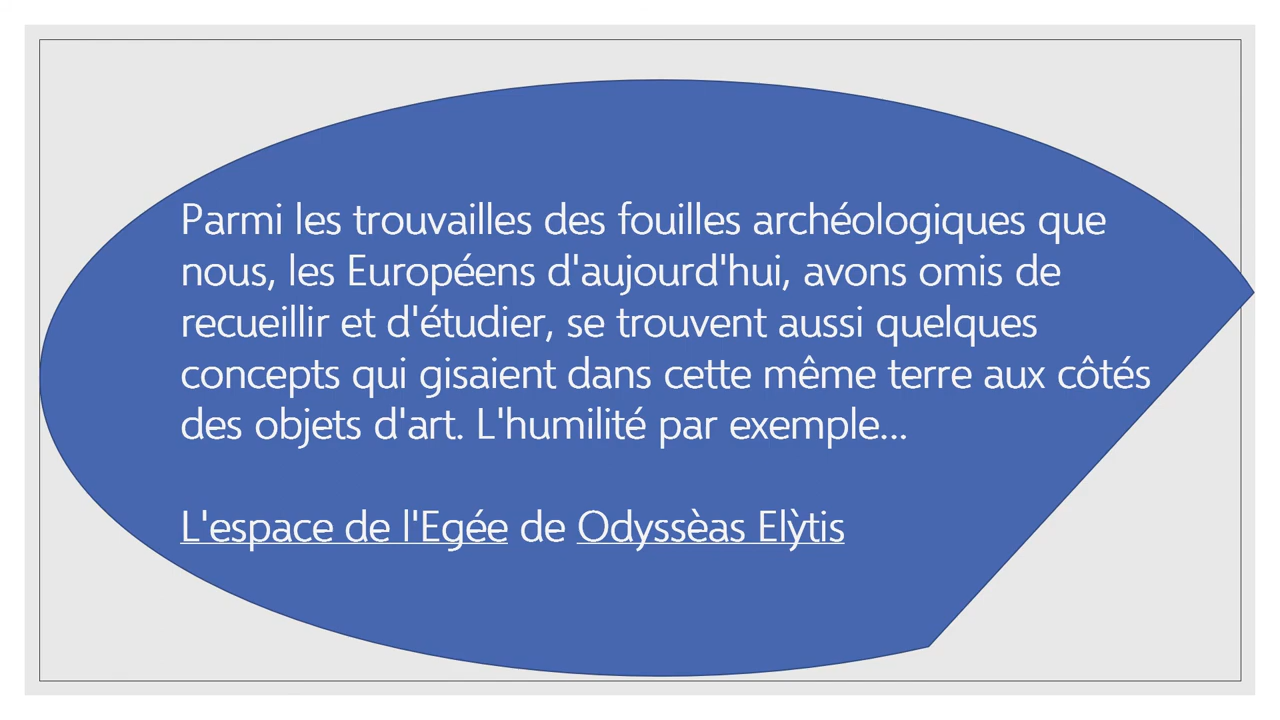 Parmi les trouvailles des fouilles archéologiques que
nous, les Européens d'aujourd'hui, avons omis de
recueillir et d'étudier, se trouvent aussi quelques
concepts qui gisaient dans cette même terre aux côtés
des objets d'art. L'humilité par exemple...
L'espace de l'Egée de Odyssèas Elỳtis